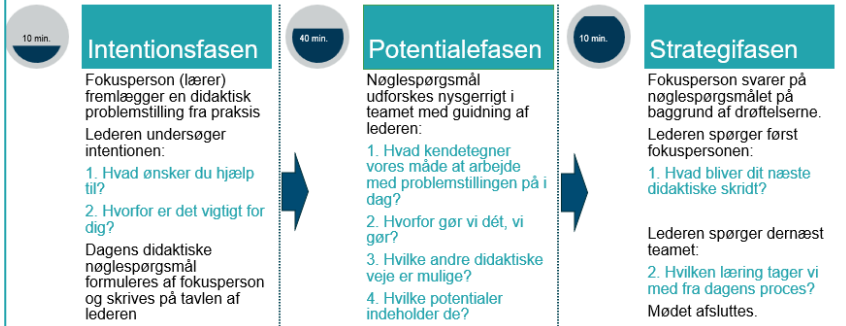 10 min.
Intentionsfasen
Fokusperson (lærer)
fremlægger en didaktisk
problemstilling fra praksis
Lederen undersøger
intentionen:
1. Hvad ønsker du hjælp
til?
2. Hvorfor er det vigtigt for
dig?
Dagens didaktiske
nøglespørgsmål
formuleres af fokusperson
og skrives på tavlen af
lederen
40 min.
Potentialefasen
Nøglespørgsmål
udforskes nysgerrigt i
teamet med guidning af
lederen:
1. Hvad kendetegner
vores måde at arbejde
med problemstillingen på i
dag?
2. Hvorfor gør vi dét, vi
gør?
3. Hvilke andre didaktiske
veje er mulige?
4. Hvilke potentialer
indeholder de?
10 min.
Strategifasen
Fokusperson svarer på
nøglespørgsmålet på
baggrund af drøftelserne.
Lederen spørger først
fokuspersonen:
1. Hvad bliver dit næste
didaktiske skridt?
Lederen spørger dernæst
teamet:
2. Hvilken læring tager vi
med fra dagens proces?
Mødet afsluttes.